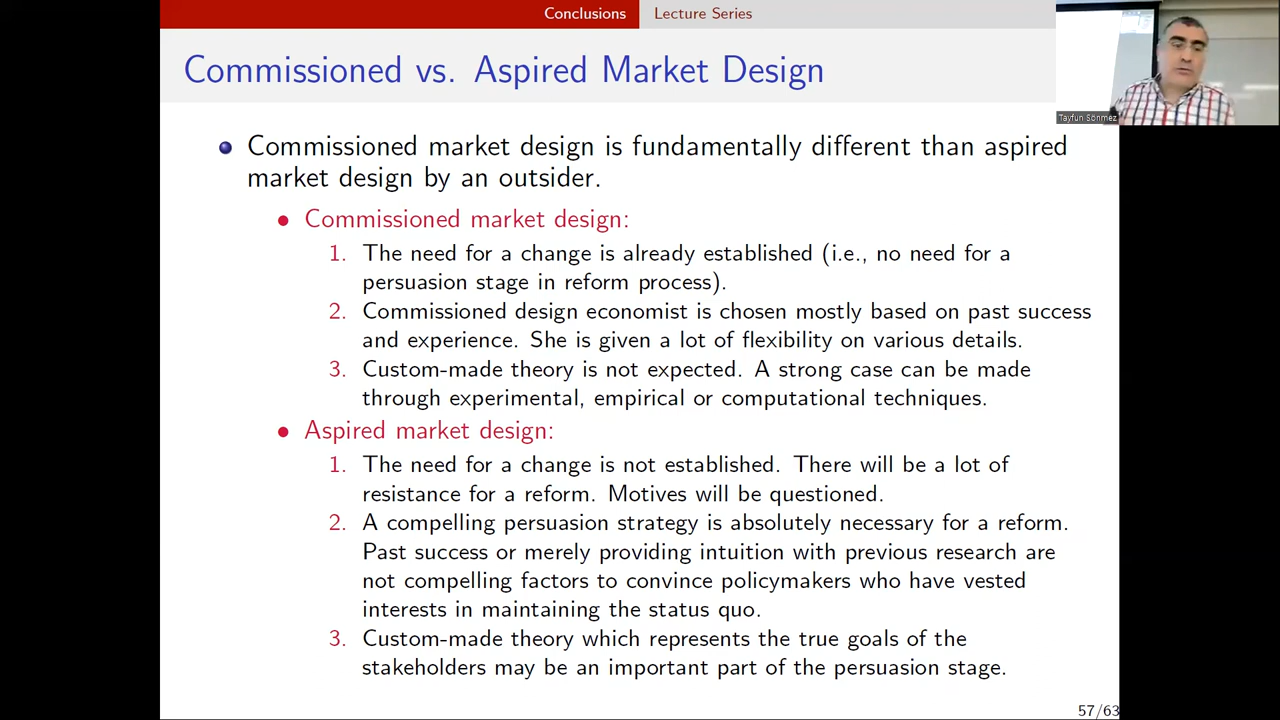 Conclusions Lecture Series
Commissioned vs. Aspired Market Design
Tayfun Sönmez
Commissioned market design is fundamentally different than aspired
market design by an outsider.
Commissioned market design:
1. The need for a change is already established (i.e., no need for a
persuasion stage in reform process).
2. Commissioned design economist is chosen mostly based on past success
and experience. She is given a lot of flexibility on various details.
3. Custom-made theory is not expected. A strong case can be made
through experimental, empirical or computational techniques.
Aspired market design:
1. The need for a change is not established. There will be a lot of
resistance for a reform. Motives will be questioned.
2. A compelling persuasion strategy is absolutely necessary for a reform.
Past success or merely providing intuition with previous research are
not compelling factors to convince policymakers who have vested
interests in maintaining the status quo.
3. Custom-made theory which represents the true goals of the
stakeholders may be an important part of the persuasion stage.
57/63